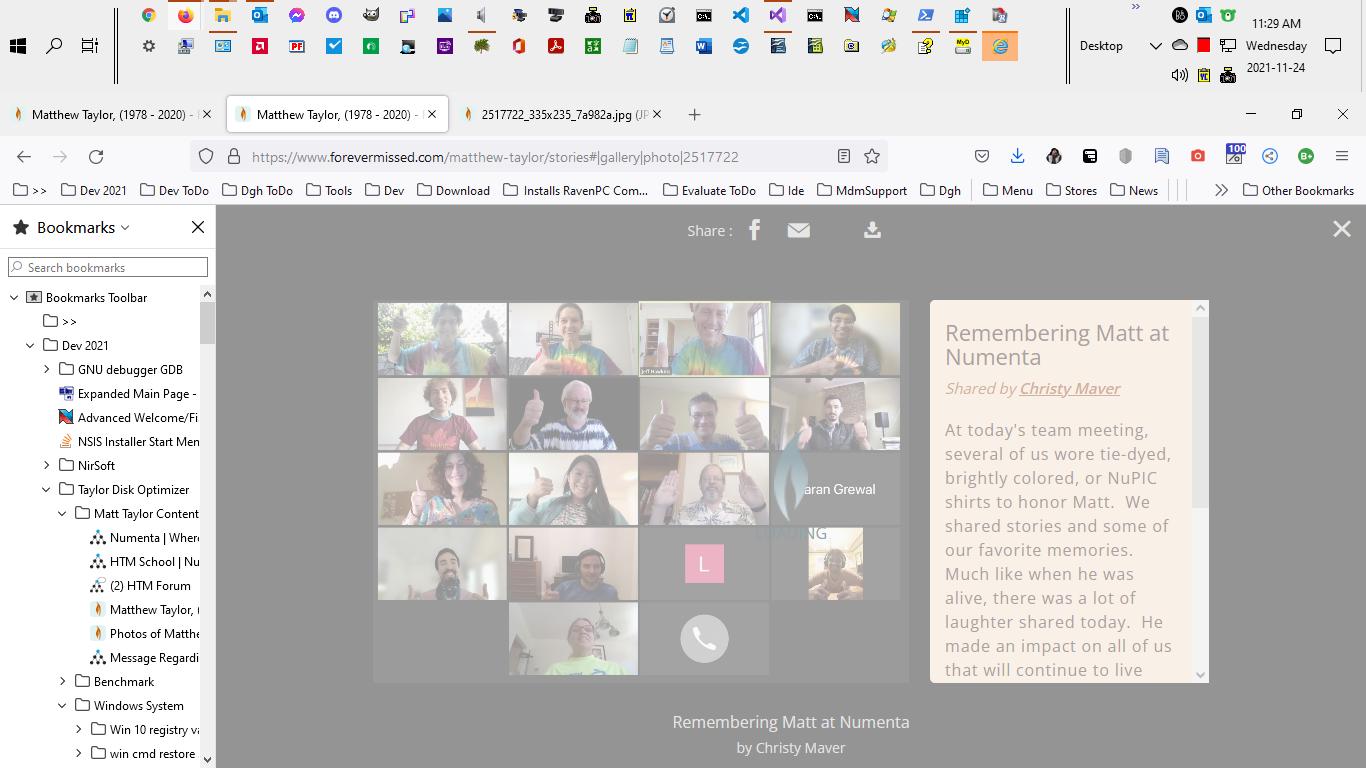 11:29 AM
Desktop
Wednesday
2021-11-24
Matthew Taylor, (1978 - 2020) -
Matthew Taylor, (1978 - 2020) -
2517722_335x235_7a982a.jpg (JP
https://www.forevermissed.com/matthew-taylor/stories#|gallery|photo|2517722
100
B+
>>
Dev 2021
Dev ToDo
Dgh ToDo
Tools
Dev
Download
Installs RavenPC Com...
Evaluate ToDo
Ide
MdmSupport
Dgh
Menu
Stores
News
Other Bookmarks
Bookmarks
Search bookmarks
Bookmarks Toolbar
>>
Dev 2021
GNU debugger GDB
Expanded Main Page -
Advanced Welcome/Fi
NSIS Installer Start Men
NirSoft
Taylor Disk Optimizer
Matt Taylor Content
Numenta | Where
HTM School | Nu
(2) HTM Forum
Matthew Taylor, (
Photos of Matthe
Message Regardi
Benchmark
Windows System
Win 10 registry va
win cmd restore
Share :
Jeff Hawkins
aran Grewal
LOADING
L
Remembering Matt at
Numenta
Shared by Christy Maver
At today's team meeting,
several of us wore tie-dyed,
brightly colored, or NuPIC
shirts to honor Matt. We
shared stories and some of
our favorite memories.
Much like when he was
alive, there was a lot of
laughter shared today. He
made an impact on all of us
that will continue to live
Remembering Matt at Numenta
by Christy Maver